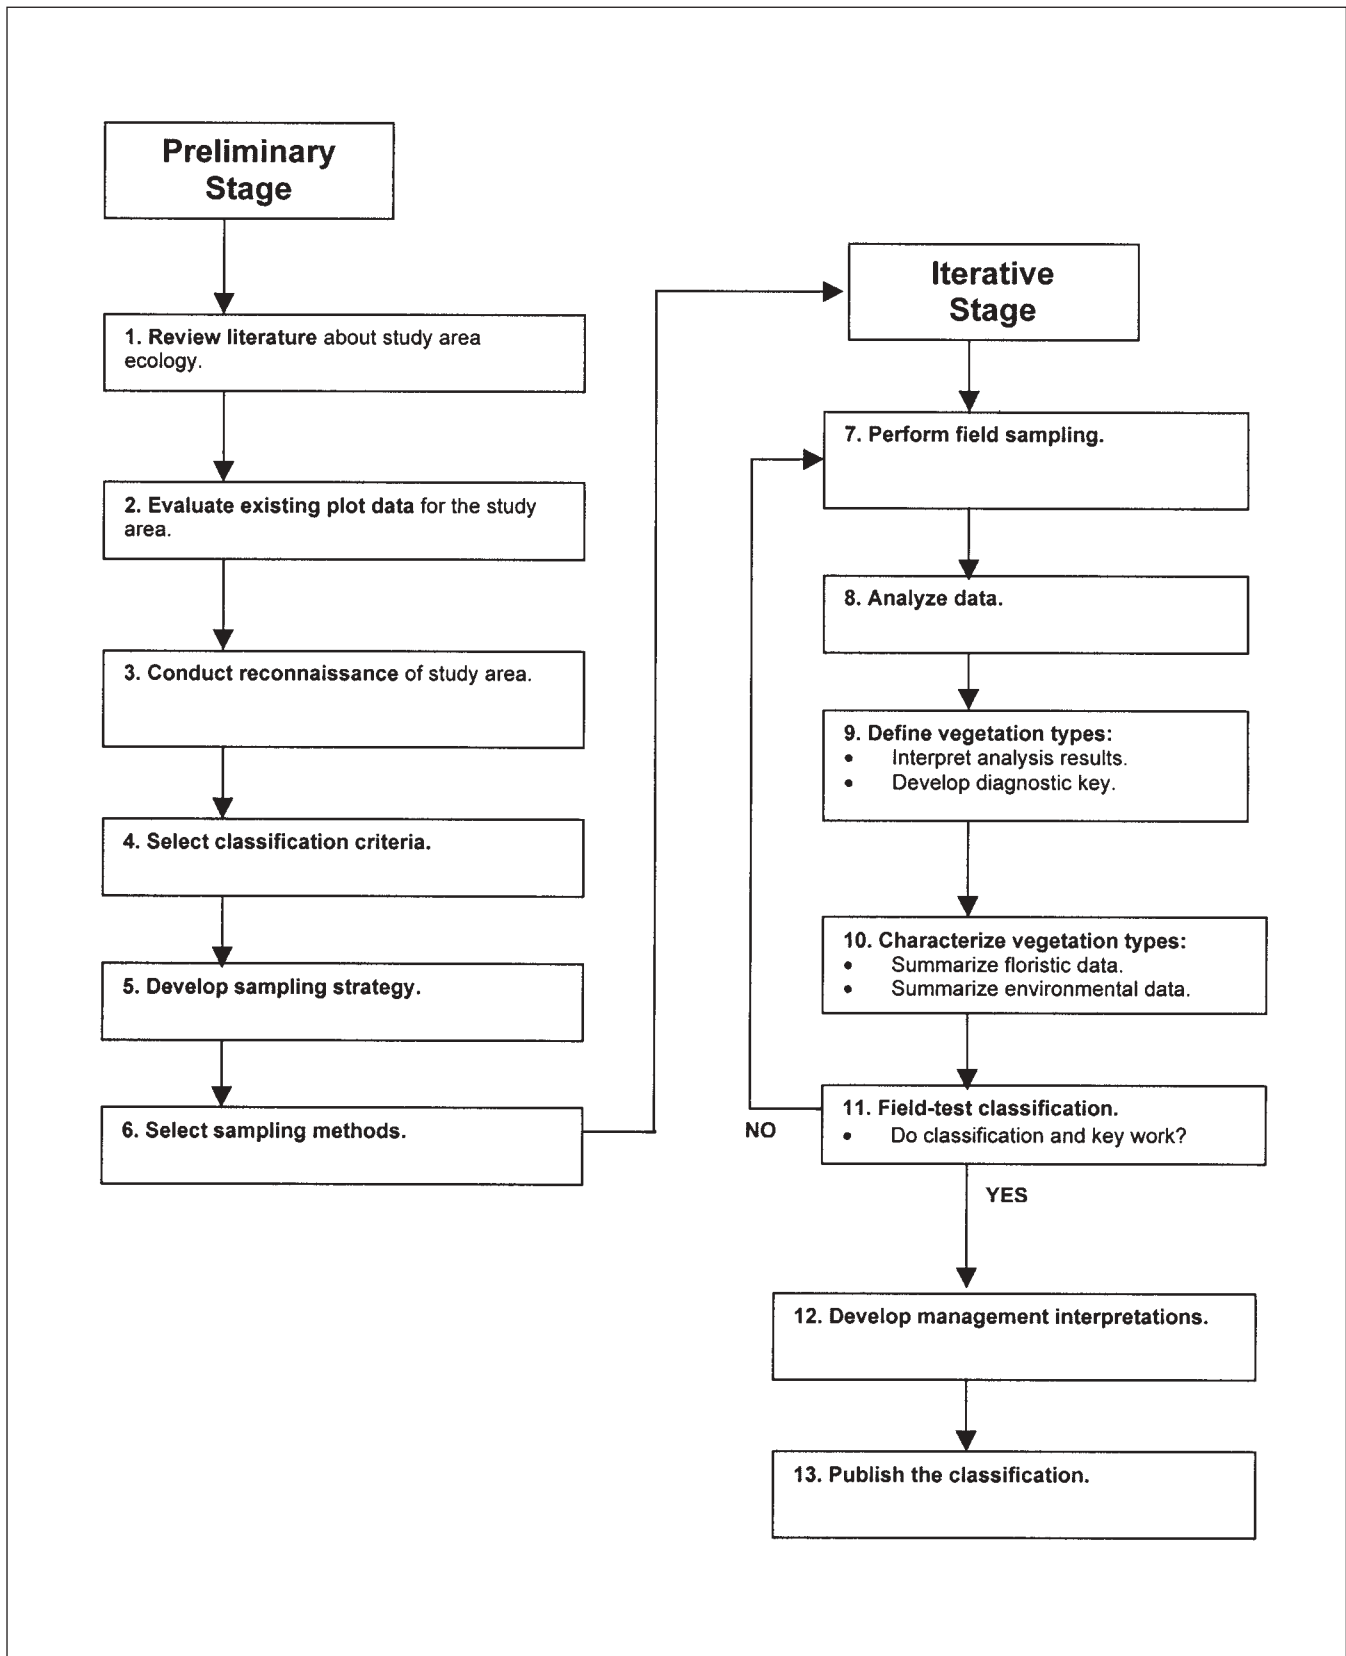 Preliminary
Stage
1. Review literature about study area
ecology.
2. Evaluate existing plot data for the study
area.
3. Conduct reconnaissance of study area.
4. Select classification criteria.
5. Develop sampling strategy.
6. Select sampling methods.
Iterative
Stage
7. Perform field sampling.
8. Analyze data.
9. Define vegetation types:
• Interpret analysis results.
• Develop diagnostic key.
10. Characterize vegetation types:
• Summarize floristic data.
• Summarize environmental data.
11. Field-test classification.
• Do classification and key work?
NO
YES
12. Develop management interpretations.
13. Publish the classification.